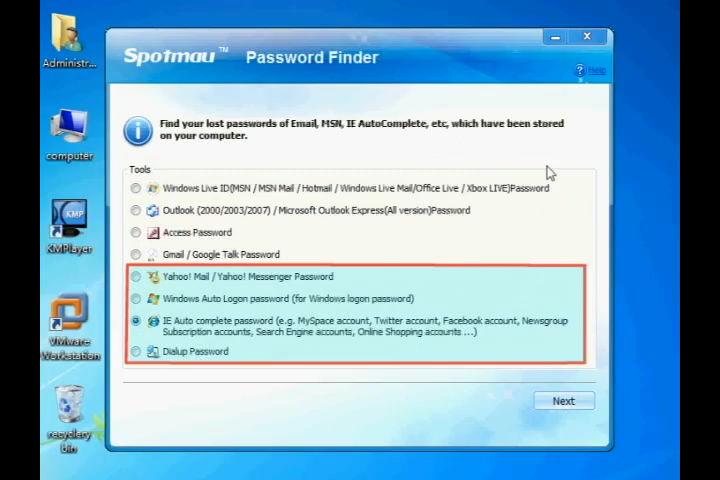 Administr...
computer
KMPlayer
VMware
Workstation
recyclery
bin
Spotmau™ Password Finder
Help
Find your lost passwords of Email, MSN, IE AutoComplete, etc, which have been stored
on your computer.
Tools
Windows Live ID(MSN / MSN Mail / Hotmail / Windows Live Mail/Office Live / Xbox LIVE)Password
Outlook (2000/2003/2007) / Microsoft Outlook Express(All version)Password
Access Password
Gmail / Google Talk Password
Yahoo! Mail / Yahoo! Messenger Password
Windows Auto Logon password (for Windows logon password)
IE Auto complete password (e.g. MySpace account, Twitter account, Facebook account, Newsgroup
Subscription accounts, Search Engine accounts, Online Shopping accounts ...)
Dialup Password
Next